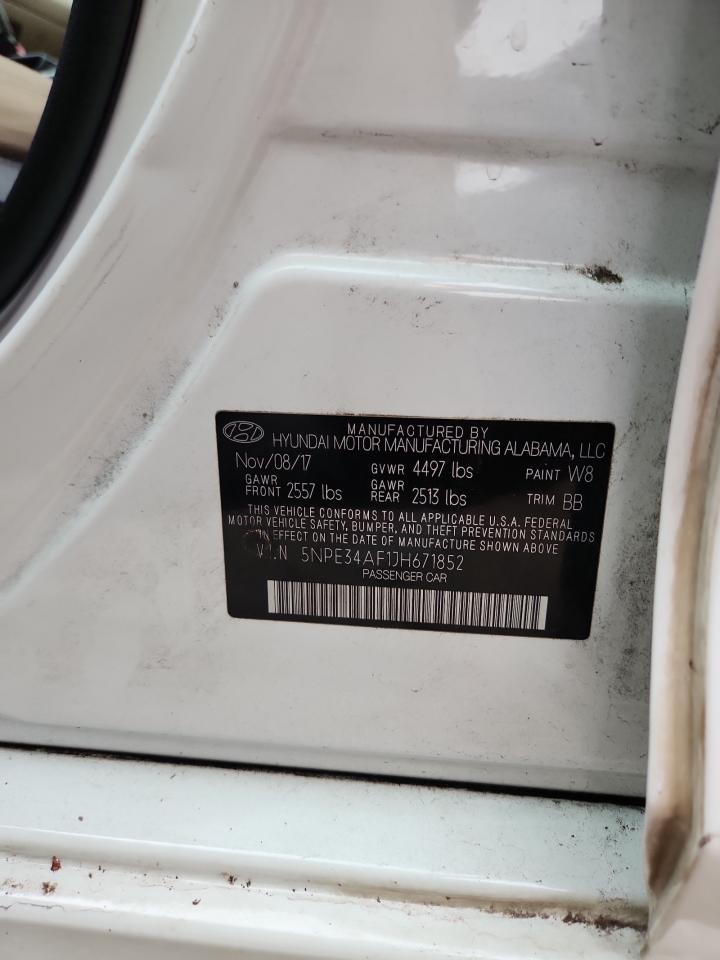 MANUFACTURED BY
HYUNDAI MOTOR MANUFACTURING ALABAMA, LLC
Nov/08/17 GVWR 4497 lbs PAINT W8
GAWR FRONT 2557 lbs GAWR REAR 2513 lbs TRIM BB
THIS VEHICLE CONFORMS TO ALL APPLICABLE U.S.A. FEDERAL
MOTOR VEHICLE SAFETY, BUMPER, AND THEFT PREVENTION STANDARDS
IN EFFECT ON THE DATE OF MANUFACTURE SHOWN ABOVE
V.I.N 5NPE34AF1JH671852
PASSENGER CAR